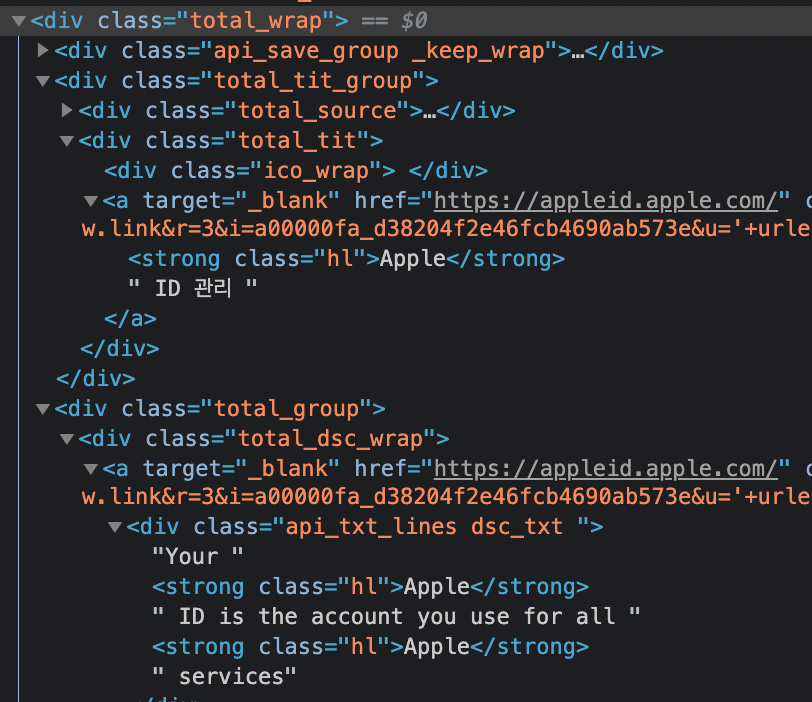 <div class="total_wrap"> == $0
<div class="api_save_group _keep_wrap">…</div>
<div class="total_tit_group">
<div class="total_source">…</div>
<div class="total_tit">
<div class="ico_wrap"> </div>
<a target="_blank" href="https://appleid.apple.com/"
w.link&r=3&i=a00000fa_d38204f2e46fcb4690ab573e&u='+urle
<strong class="hl">Apple</strong>
" ID 관리 "
</a>
</div>
</div>
<div class="total_group">
<div class="total_dsc_wrap">
<a target="_blank" href="https://appleid.apple.com/"
w.link&r=3&i=a00000fa_d38204f2e46fcb4690ab573e&u='+urle
<div class="api_txt_lines dsc_txt ">
"Your "
<strong class="hl">Apple</strong>
" ID is the account you use for all "
<strong class="hl">Apple</strong>
" services"